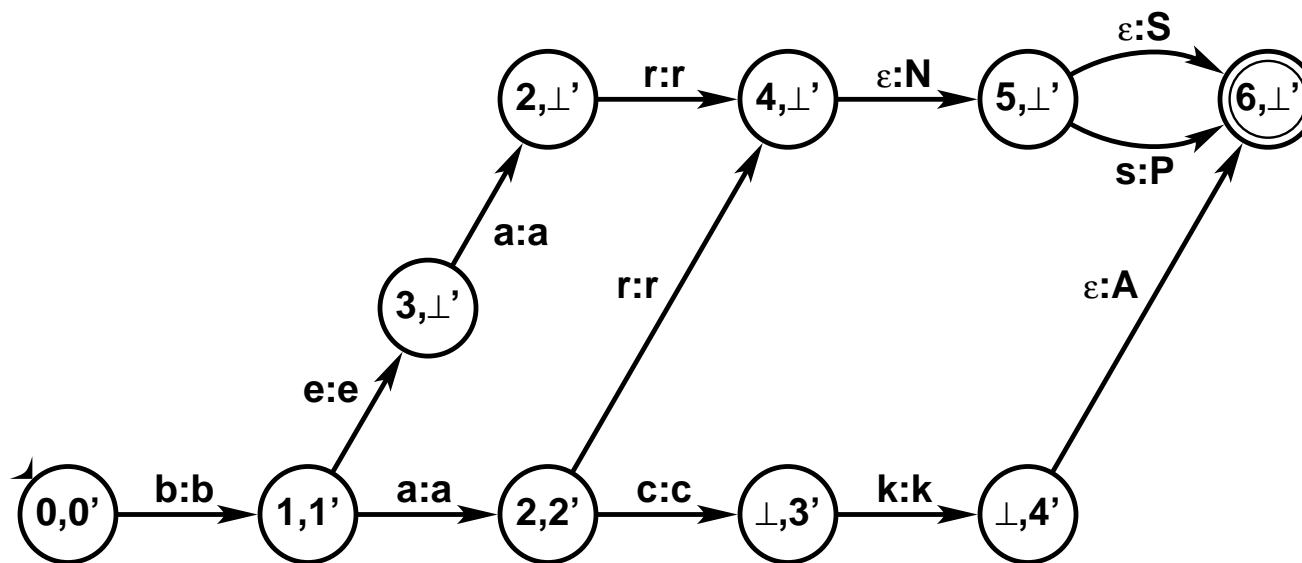 ε:S
2,⊥' r:r 4,⊥' ε:N 5,⊥' 6,⊥'
s:P
a:a
r:r ε:A
3,⊥'
e:e
0,0' b:b 1,1' a:a 2,2' c:c ⊥,3' k:k ⊥,4'